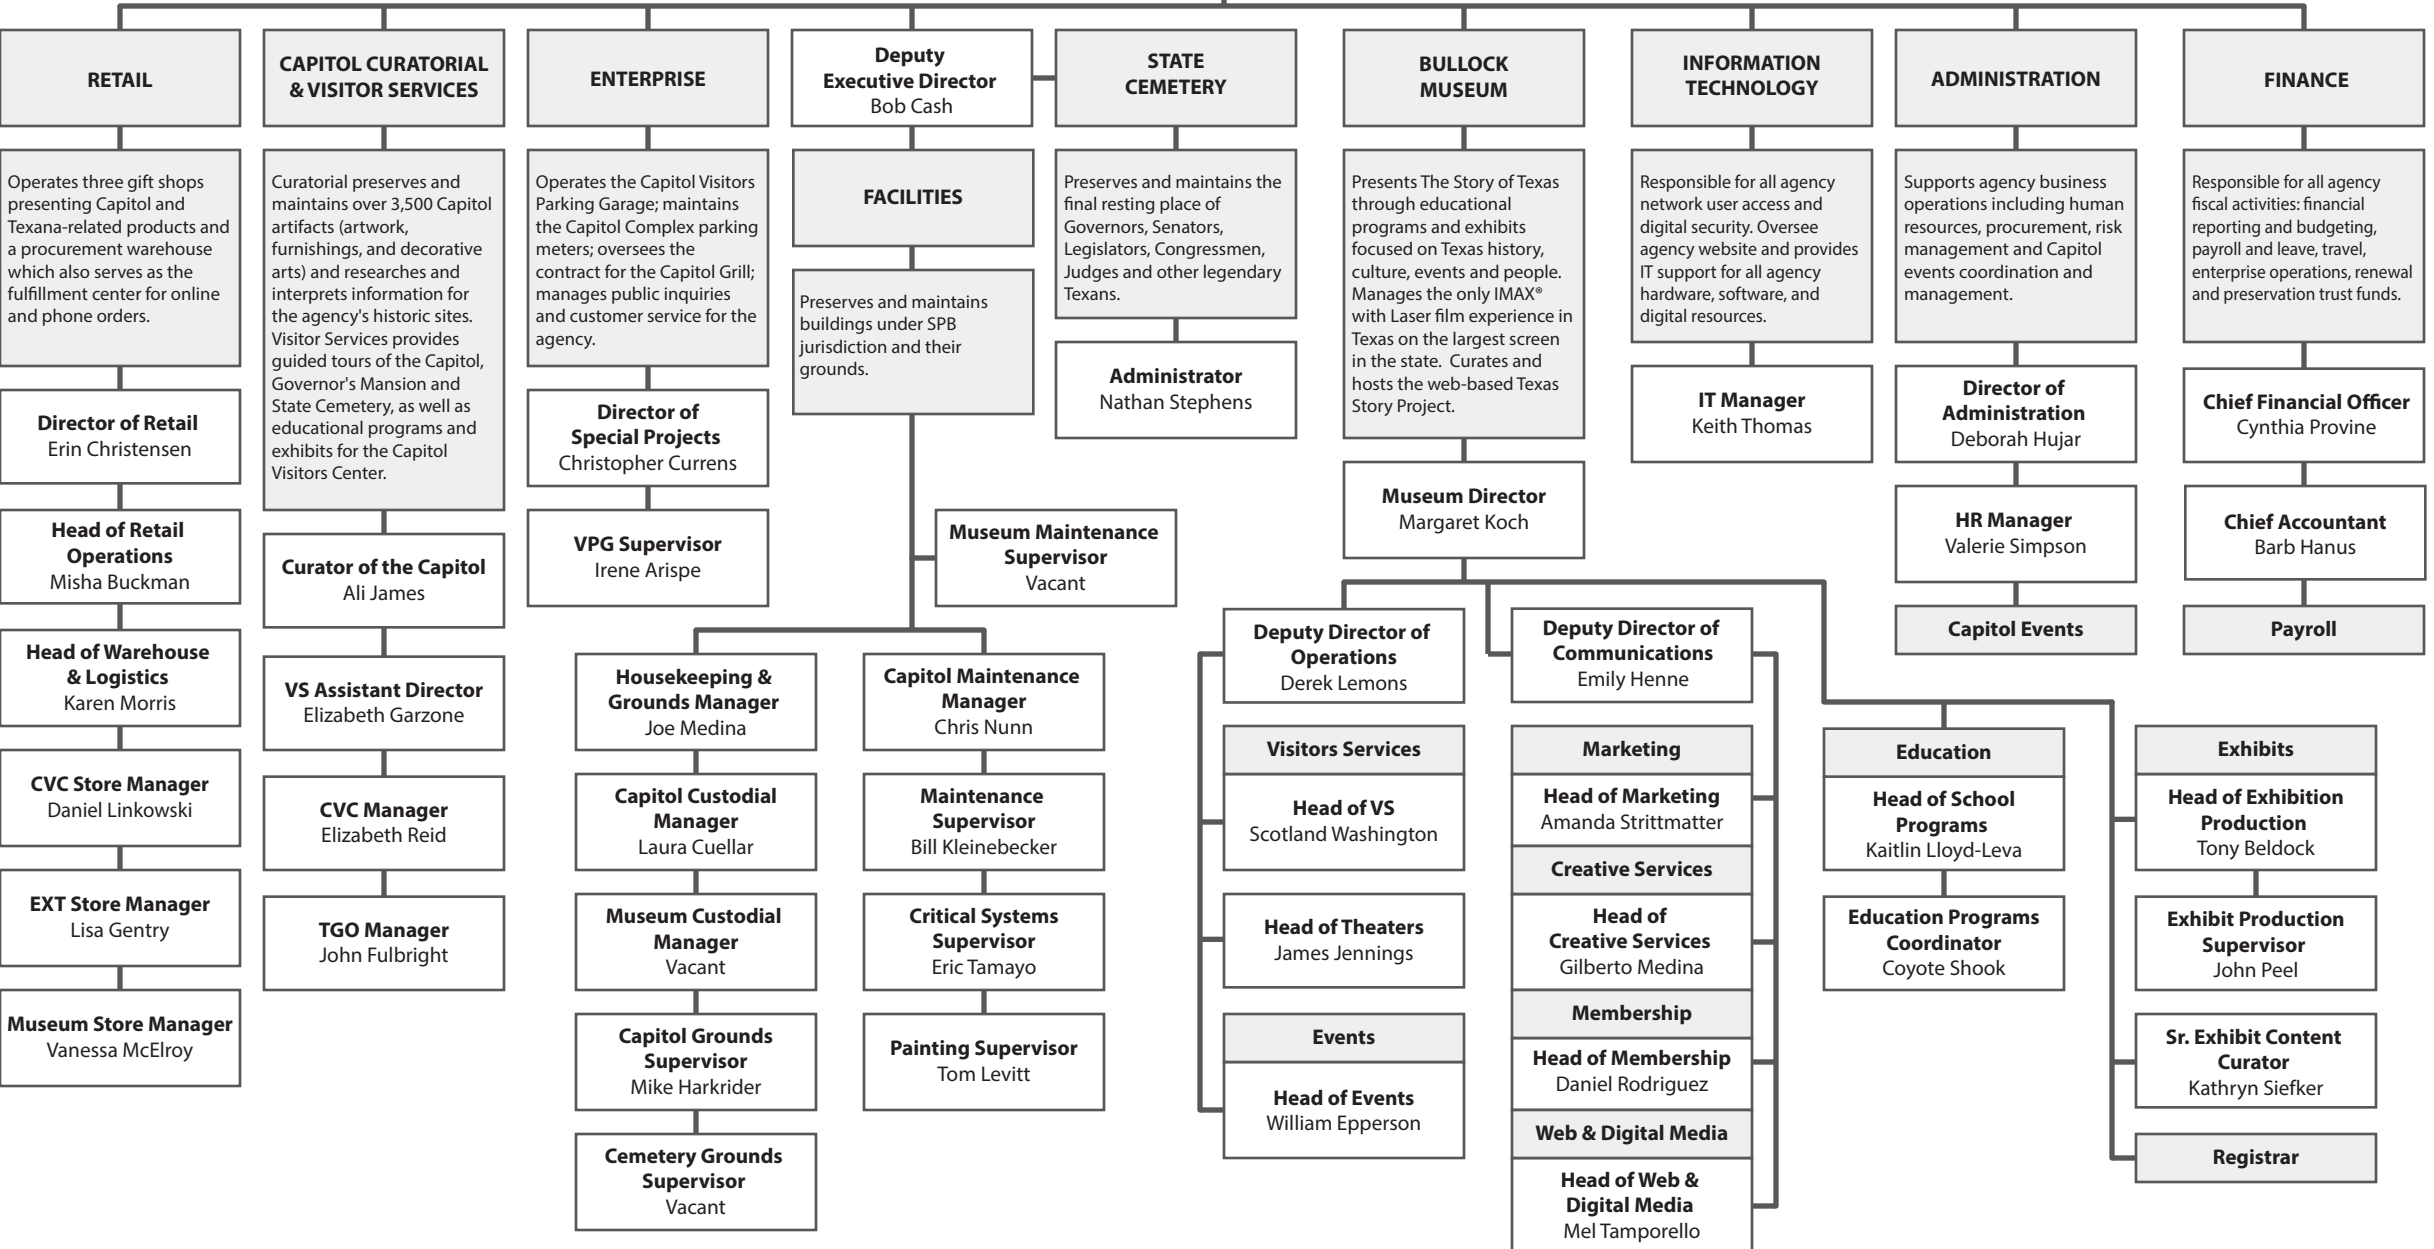 RETAIL
Operates three gift shops
presenting Capitol and
Texana-related products and
a procurement warehouse
which also serves as the
fulfillment center for online
and phone orders.
Director of Retail
Erin Christensen
Head of Retail
Operations
Misha Buckman
Head of Warehouse
& Logistics
Karen Morris
CVC Store Manager
Daniel Linkowski
EXT Store Manager
Lisa Gentry
Museum Store Manager
Vanessa McElroy
CAPITOL CURATORIAL
& VISITOR SERVICES
Curatorial preserves and
maintains over 3,500 Capitol
artifacts (artwork,
furnishings, and decorative
arts) and researches and
interprets information for
the agency's historic sites.
Visitor Services provides
guided tours of the Capitol,
Governor's Mansion and
State Cemetery, as well as
educational programs and
exhibits for the Capitol
Visitors Center.
Curator of the Capitol
Ali James
VS Assistant Director
Elizabeth Garzone
CVC Manager
Elizabeth Reid
TGO Manager
John Fulbright
ENTERPRISE
Operates the Capitol Visitors
Parking Garage; maintains
the Capitol Complex parking
meters; oversees the
contract for the Capitol Grill;
manages public inquiries
and customer service for the
agency.
Director of
Special Projects
Christopher Currens
VPG Supervisor
Irene Arispe
Deputy
Executive Director
Bob Cash
FACILITIES
Preserves and maintains
buildings under SPB
jurisdiction and their
grounds.
Museum Maintenance
Supervisor
Vacant
Housekeeping &
Grounds Manager
Joe Medina
Capitol Custodial
Manager
Laura Cuellar
Museum Custodial
Manager
Vacant
Capitol Grounds
Supervisor
Mike Harkrider
Cemetery Grounds
Supervisor
Vacant
Capitol Maintenance
Manager
Chris Nunn
Maintenance
Supervisor
Bill Kleinebecker
Critical Systems
Supervisor
Eric Tamayo
Painting Supervisor
Tom Levitt
STATE
CEMETERY
Preserves and maintains the
final resting place of
Governors, Senators,
Legislators, Congressmen,
Judges and other legendary
Texans.
Administrator
Nathan Stephens
BULLOCK
MUSEUM
Presents The Story of Texas
through educational
programs and exhibits
focused on Texas history,
culture, events and people.
Manages the only IMAX®
with Laser film experience in
Texas on the largest screen
in the state. Curates and
hosts the web-based Texas
Story Project.
Museum Director
Margaret Koch
Deputy Director of
Operations
Derek Lemons
Visitors Services
Head of VS
Scotland Washington
Head of Theaters
James Jennings
Events
Head of Events
William Epperson
Deputy Director of
Communications
Emily Henne
Marketing
Head of Marketing
Amanda Strittmatter
Creative Services
Head of
Creative Services
Gilberto Medina
Membership
Head of Membership
Daniel Rodriguez
Web & Digital Media
Head of Web &
Digital Media
Mel Tamporello
Education
Head of School
Programs
Kaitlin Lloyd-Leva
Education Programs
Coordinator
Coyote Shook
Exhibits
Head of Exhibition
Production
Tony Beldock
Exhibit Production
Supervisor
John Peel
Sr. Exhibit Content
Curator
Kathryn Siefker
Registrar
INFORMATION
TECHNOLOGY
Responsible for all agency
network user access and
digital security. Oversee
agency website and provides
IT support for all agency
hardware, software, and
digital resources.
IT Manager
Keith Thomas
ADMINISTRATION
Supports agency business
operations including human
resources, procurement, risk
management and Capitol
events coordination and
management.
Director of
Administration
Deborah Hujar
HR Manager
Valerie Simpson
Capitol Events
FINANCE
Responsible for all agency
fiscal activities: financial
reporting and budgeting,
payroll and leave, travel,
enterprise operations, renewal
and preservation trust funds.
Chief Financial Officer
Cynthia Provine
Chief Accountant
Barb Hanus
Payroll